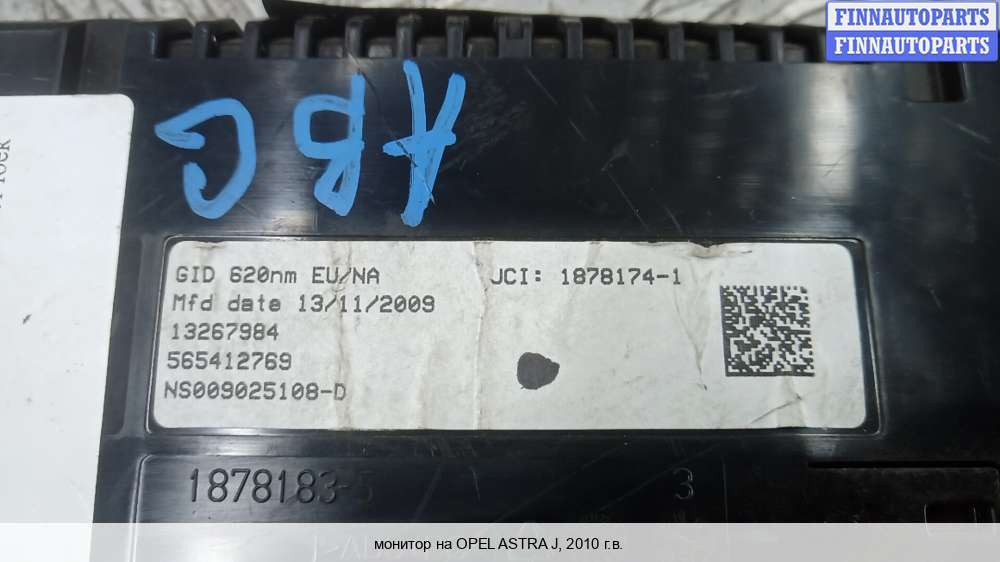 FINNAUTOPARTS
FINNAUTOPARTS
ABC
GID 620nm EU/NA
JCI: 1878174-1
Mfd date 13/11/2009
13267984
565412769
NS009025108-D
1878183-5
3
монитор на OPEL ASTRA J, 2010 г.в.